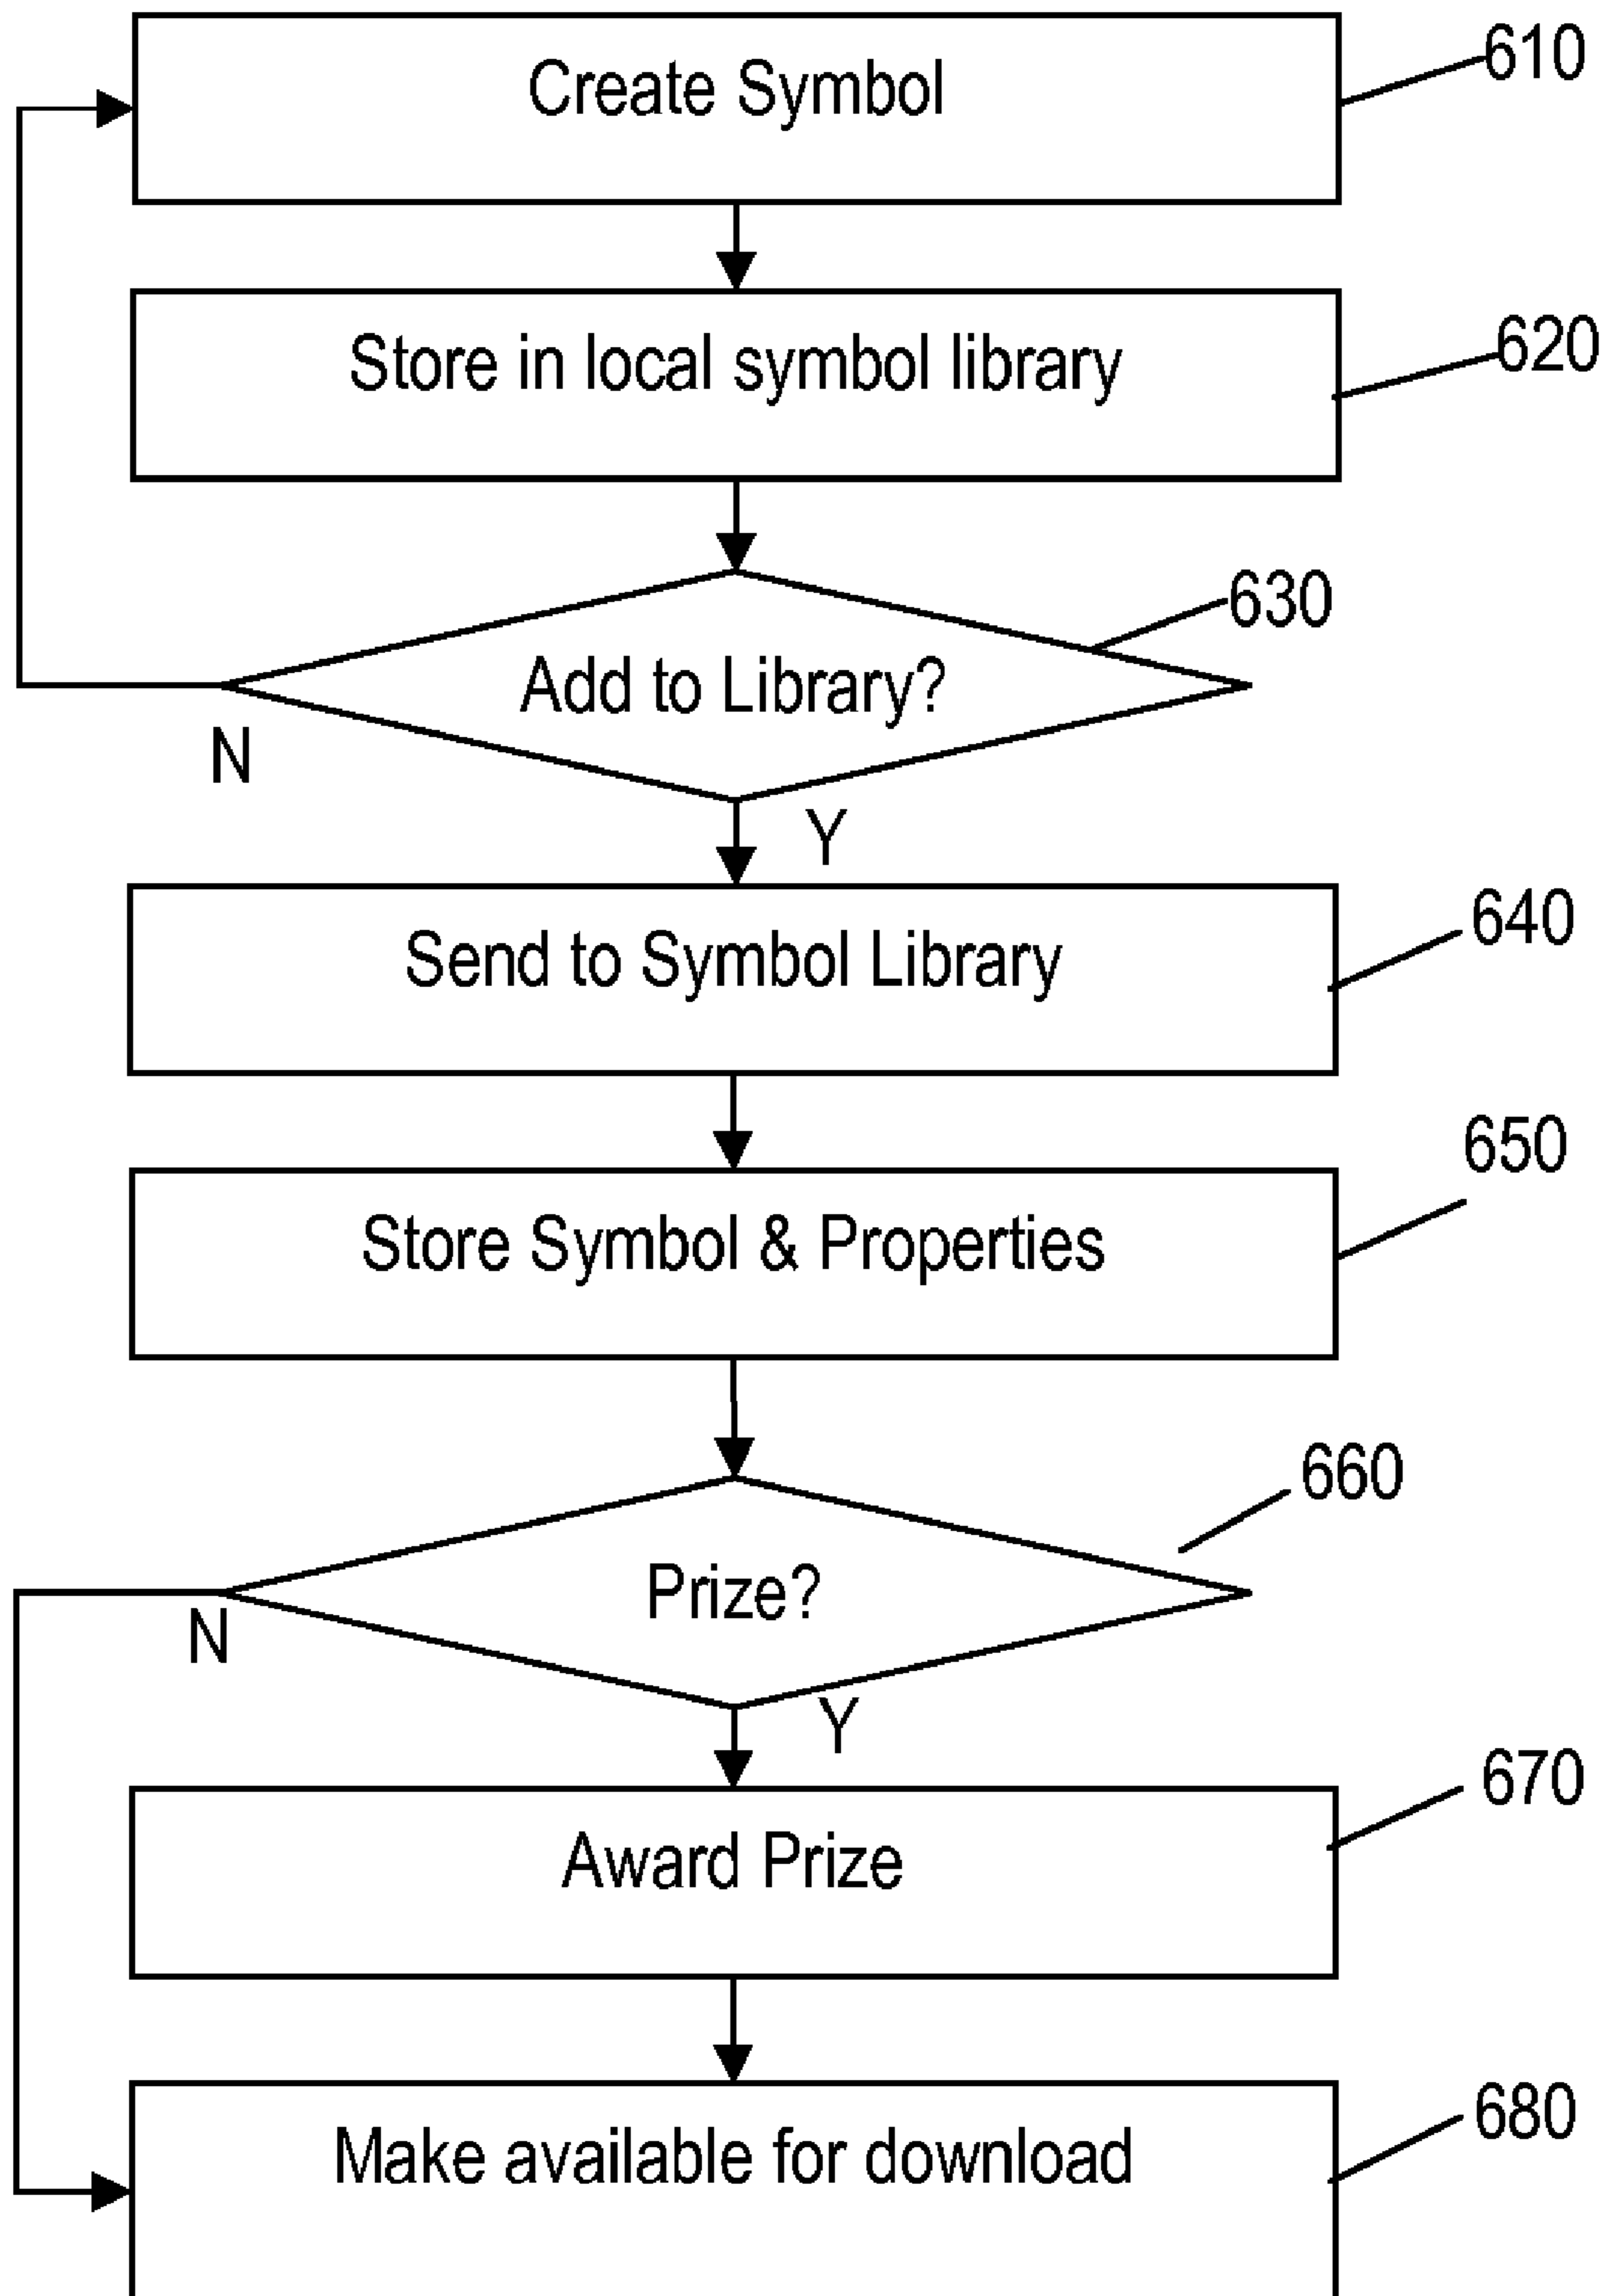 Create Symbol
610
Store in local symbol library
620
630
Add to Library?
N
Y
Send to Symbol Library
640
650
Store Symbol & Properties
660
Prize?
N
Y
670
Award Prize
680
Make available for download